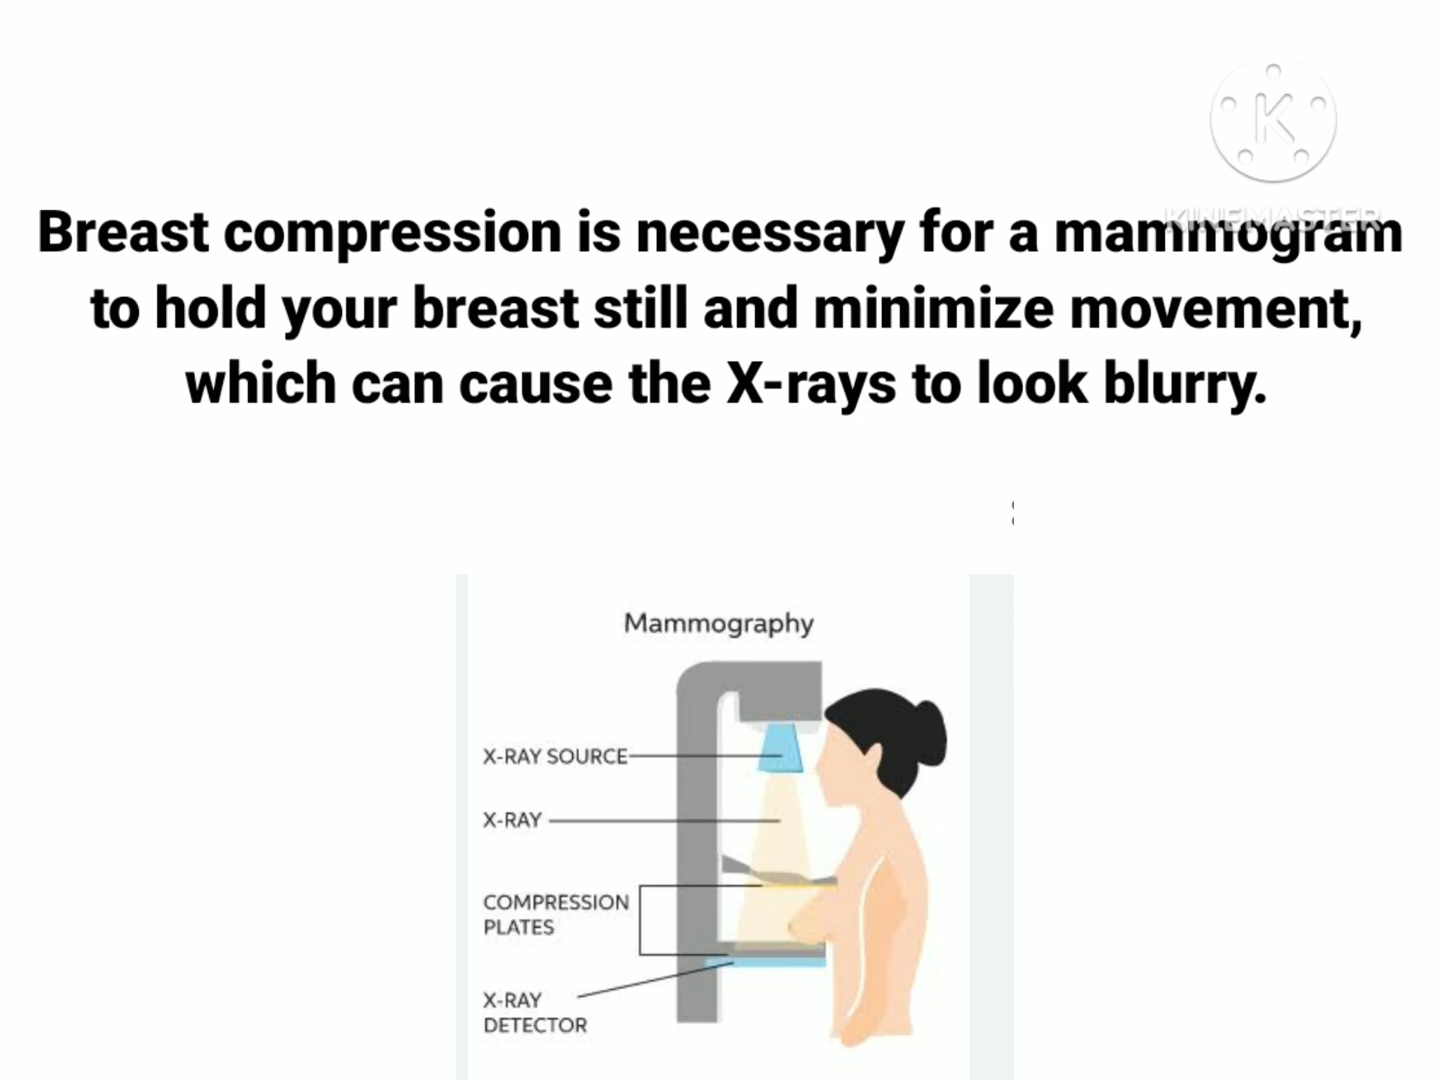 K
KINEMASTER
Breast compression is necessary for a mammogram
to hold your breast still and minimize movement,
which can cause the X-rays to look blurry.
Mammography
X-RAY SOURCE
X-RAY
COMPRESSION
PLATES
X-RAY
DETECTOR